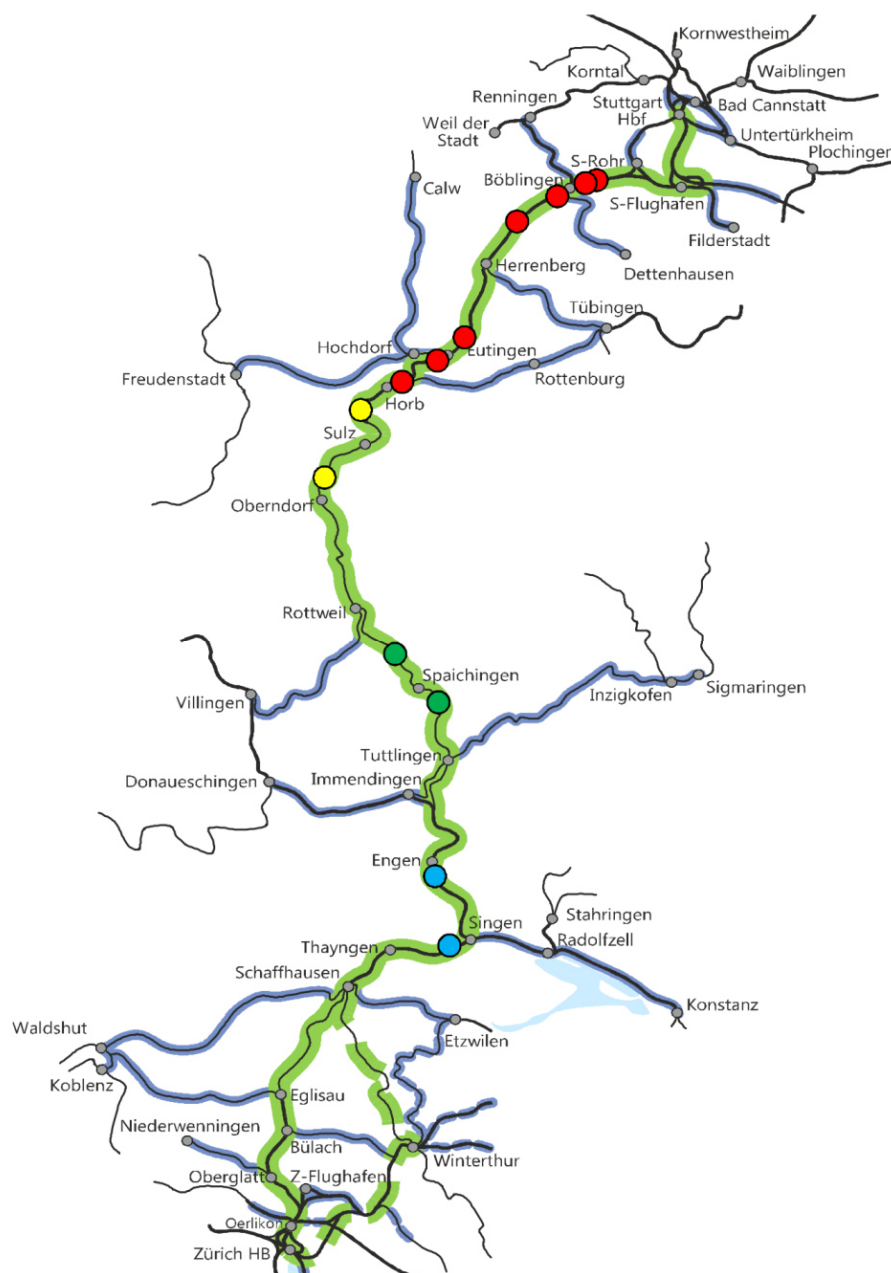 Kornwestheim
Korntal
Waiblingen
Renningen
Stuttgart
Hbf
Bad Cannstatt
Weil der
Stadt
Untertürkheim
S-Rohr
Plochingen
Calw
Böblingen
S-Flughafen
Filderstadt
Herrenberg
Dettenhausen
Tübingen
Hochdorf
Eutingen
Freudenstadt
Rottenburg
Horb
Sulz
Oberndorf
Rottweil
Spaichingen
Villingen
Inzigkofen
Sigmaringen
Tuttlingen
Immendingen
Donaueschingen
Engen
Stahringen
Singen
Thayngen
Radolfzell
Schaffhausen
Konstanz
Waldshut
Etzwilen
Koblenz
Eglisau
Niederwenningen
Bülach
Winterthur
Oberglatt
Z-Flughafen
Oerlikon
Zürich HB